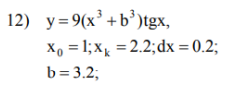 12) y = 9(x³ + b³)tgx,
x₀ = 1; xₖ = 2.2; dx = 0.2;
b = 3.2;